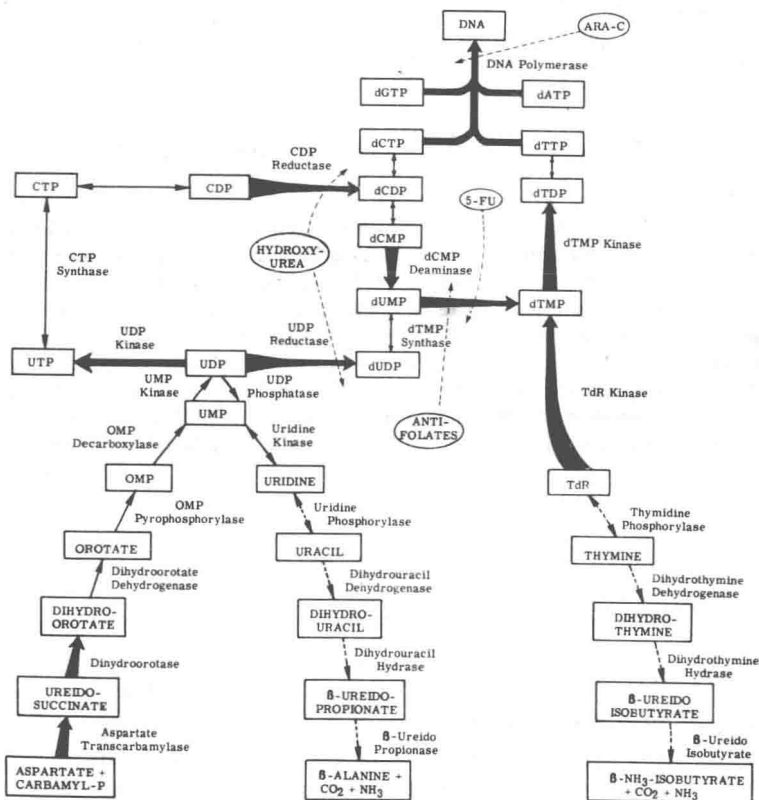 DNA
ARA-C
DNA Polymerase
dGTP
dATP
dCTP
dTTP
CDP
Reductase
CTP
CDP
dCDP
dTDP
5-FU
CTP
Synthase
HYDROXY-
UREA
dCMP
dCMP
Deaminase
dTMP Kinase
dUMP
dTMP
UDP
Kinase
UDP
Reductase
dTMP
Synthase
UTP
UDP
dUDP
UMP
Kinase
UDP
Phosphatase
UMP
TdR Kinase
OMP
Decarboxylase
Uridine
Kinase
ANTI-
FOLATES
OMP
URIDINE
TdR
OMP
Pyrophosphorylase
Uridine
Phosphorylase
Thymidine
Phosphorylase
OROTATE
URACIL
THYMINE
Dihydroorotate
Dehydrogenase
Dihydrouracil
Dehydrogenase
Dihydrothymine
Dehydrogenase
DIHYDRO-
OROTATE
DIHYDRO-
URACIL
DIHYDRO-
THYMINE
Dinydroorotase
Dihydrouracil
Hydrase
Dihydrothymine
Hydrase
UREIDO-
SUCCINATE
β-UREIDO-
PROPIONATE
β-UREIDO
ISOBUTYRATE
Aspartate
Transcarbamylase
β-Ureido
Propionase
β-Ureido
Isobutyrate
ASPARTATE +
CARBAMYL-P
β-ALANINE +
CO₂ + NH₃
β-NH₃-ISOBUTYRATE
+ CO₂ + NH₃